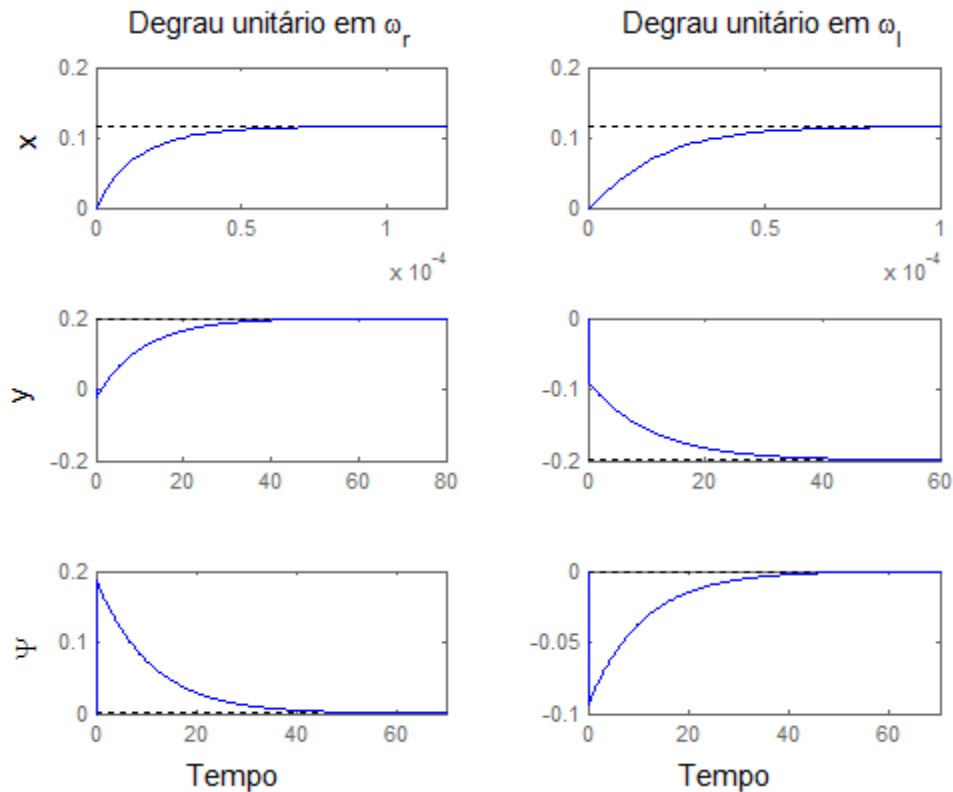 Degrau unitário em ω_r Degrau unitário em ω_l
0.2 0.2
x 0.1 0.1
0 0
0 0.5 1 0 0.5 1
x 10^-4 x 10^-4
0.2 0
y 0 -0.1
-0.2 -0.2
0 20 40 60 80 0 20 40 60
0.2 0
Ψ 0.1 -0.05
0 -0.1
0 20 40 60 0 20 40 60
Tempo Tempo